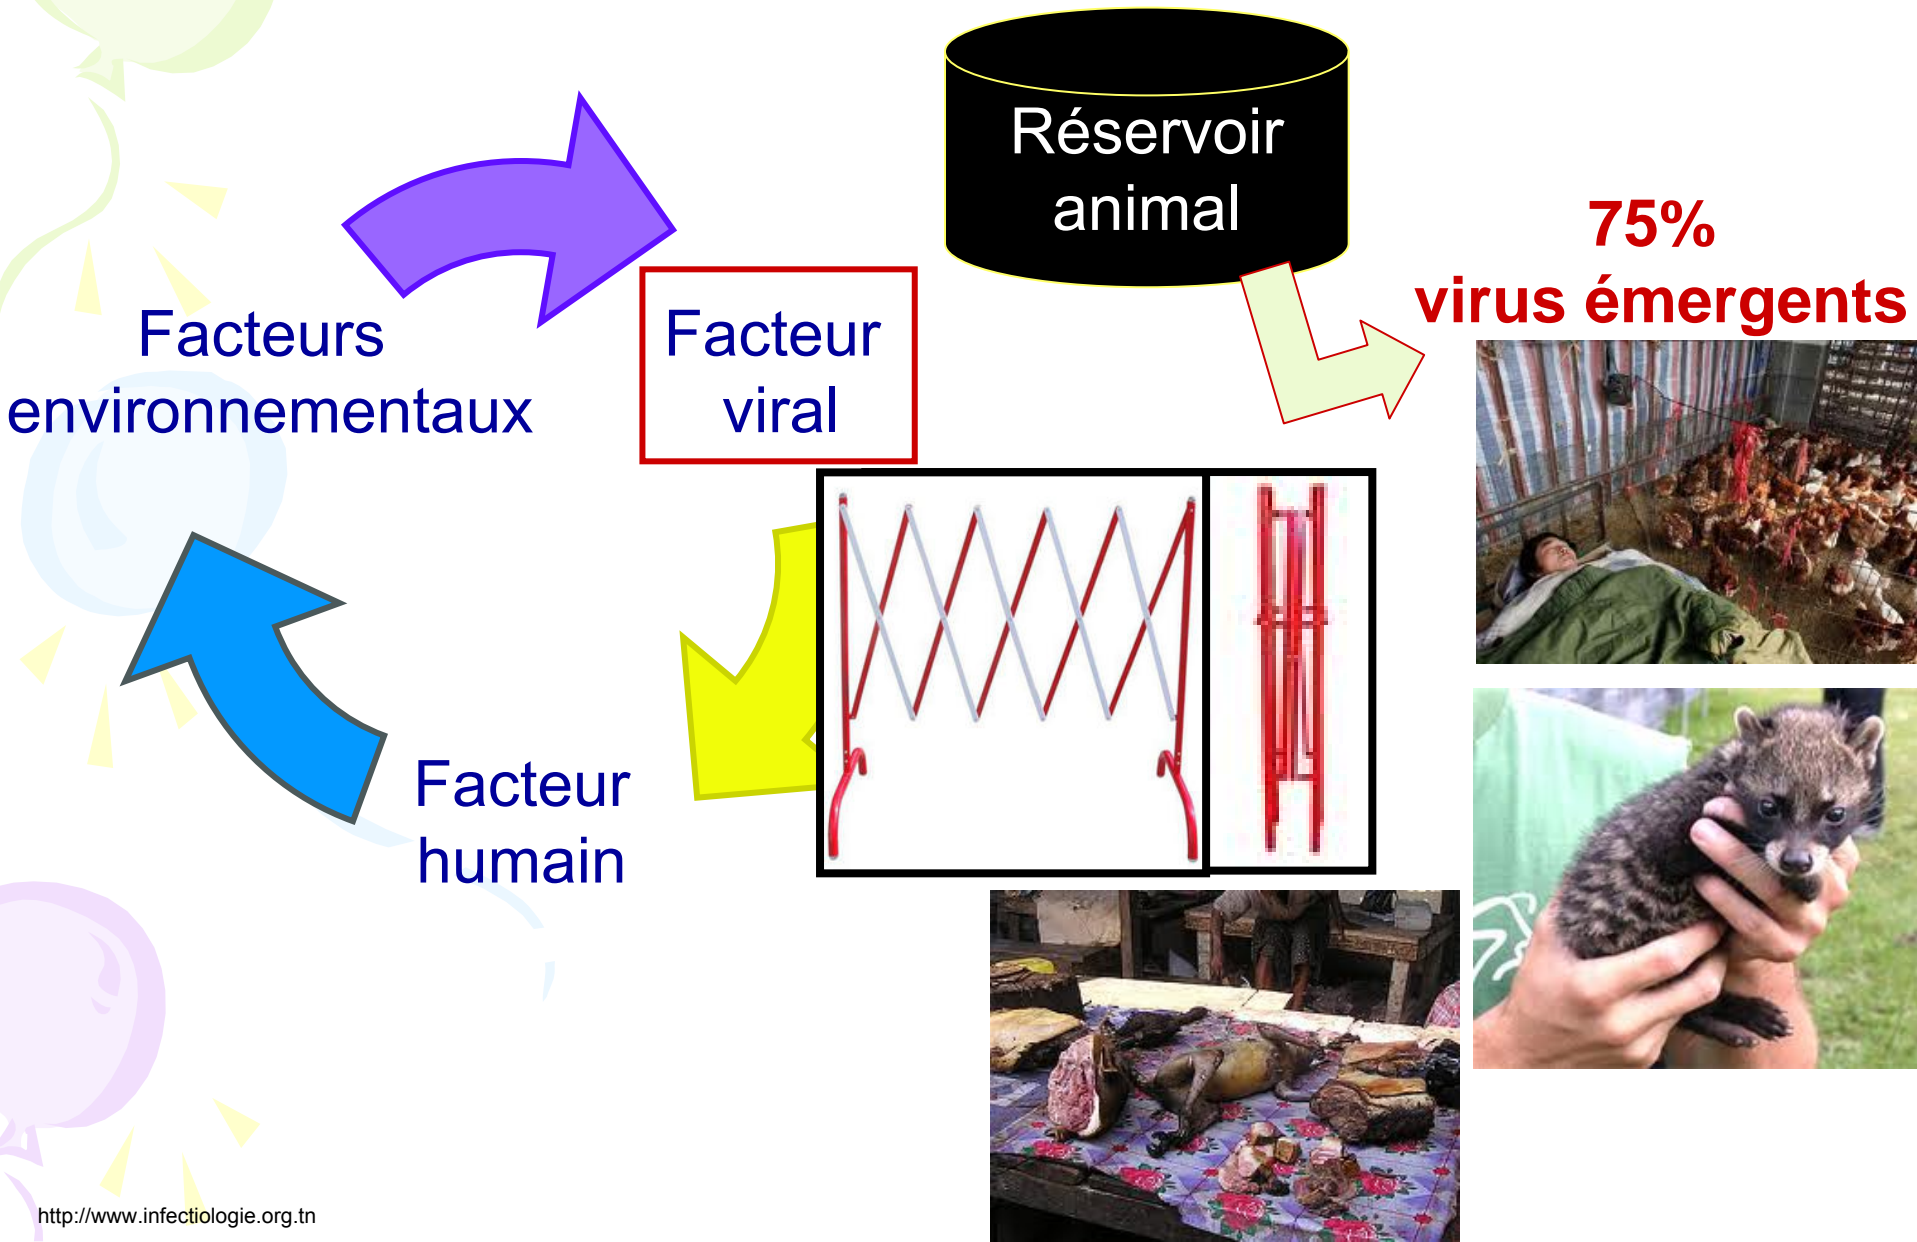 Réservoir
animal
75%
virus émergents
Facteurs
environnementaux
Facteur
viral
Facteur
humain
http://www.infectiologie.org.tn